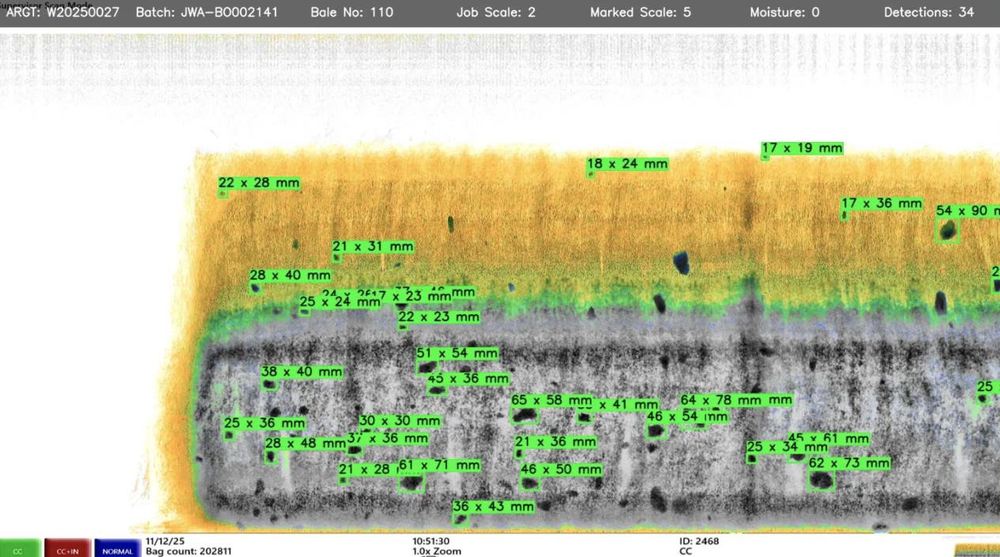 Supervisor Scan Mode
ARGT: W20250027 Batch: JWA-BO002141 Bale No: 110 Job Scale: 2 Marked Scale: 5 Moisture: 0 Detections: 34
17 x 19 mm
18 x 24 mm
22 x 28 mm
17 x 36 mm
54 x 90
21 x 31 mm
28 x 40 mm
17 x 23 mm
mm
25 x 24 mm
22 x 23 mm
51 x 54 mm
38 x 40 mm
45 x 36 mm
25
65 x 58 mm
x 41 mm
64 x 78 mm
mm
46 x 54 mm
25 x 36 mm
30 x 30 mm
37 x 36 mm
45 x 61 mm
28 x 48 mm
21 x 36 mm
25 x 34 mm
21 x 28
61 x 71 mm
46 x 50 mm
62 x 73 mm
36 x 43 mm
CC CC+IN NORMAL
11/12/25 10:51:30 ID: 2468
Bag count: 202811 1.0x Zoom CC